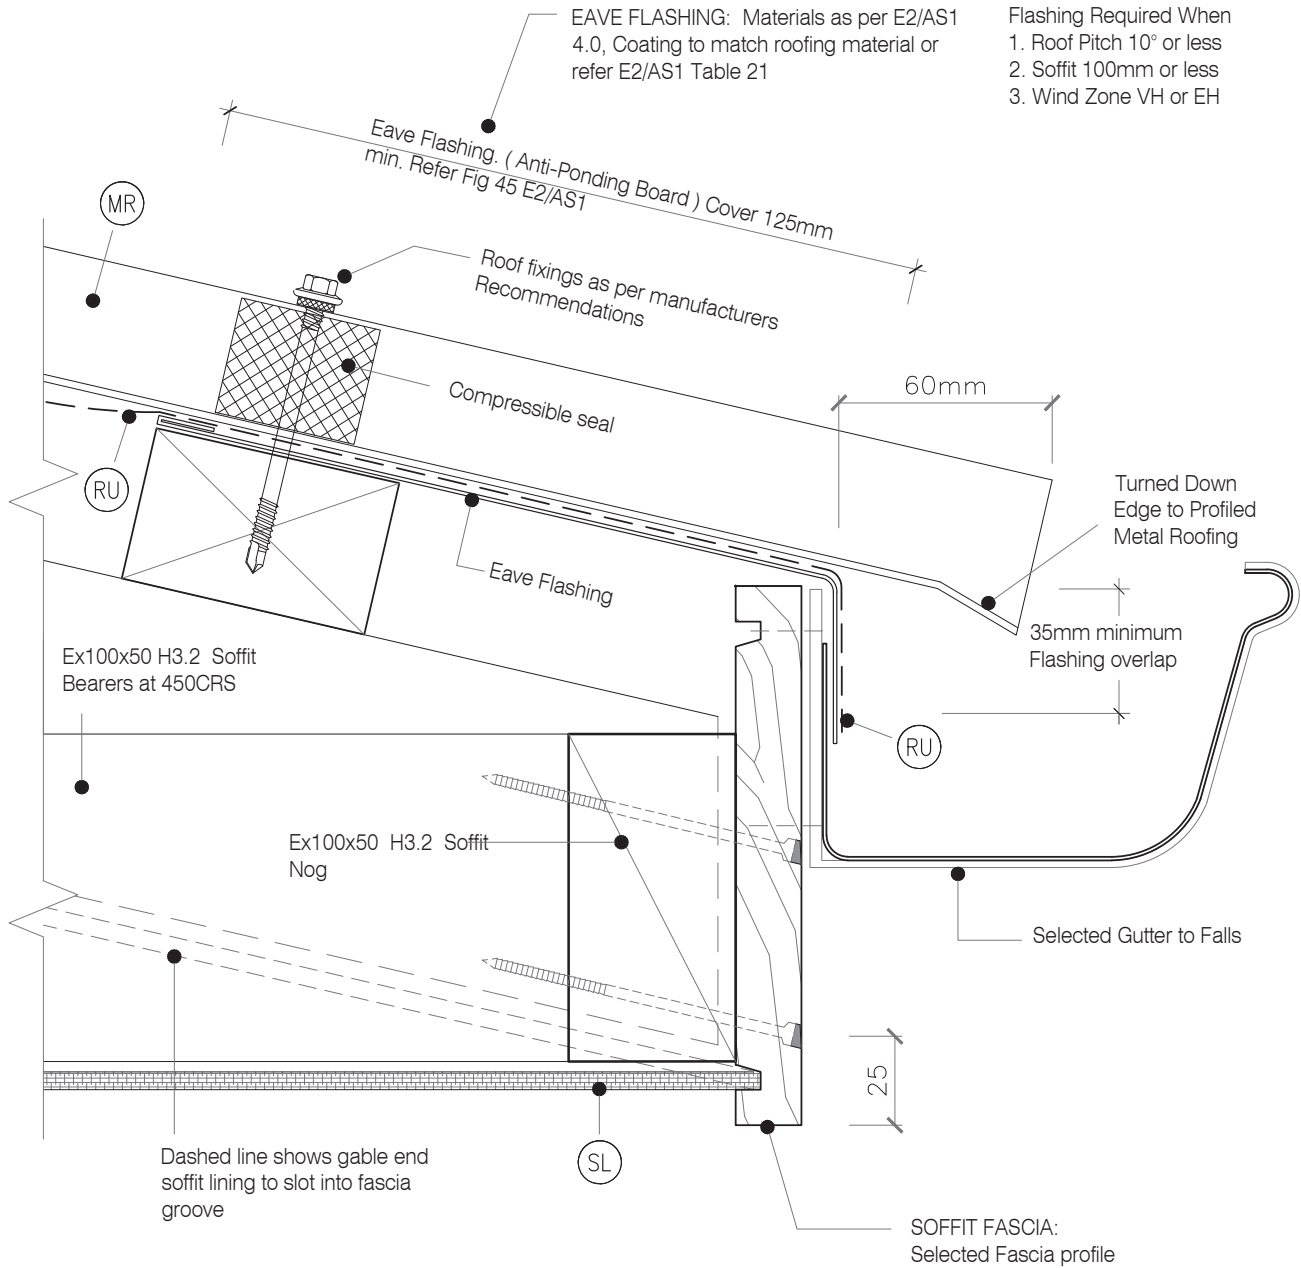 EAVE FLASHING: Materials as per E2/AS1
4.0, Coating to match roofing material or
refer E2/AS1 Table 21
Flashing Required When
1. Roof Pitch 10° or less
2. Soffit 100mm or less
3. Wind Zone VH or EH
Eave Flashing. ( Anti-Ponding Board ) Cover 125mm
min. Refer Fig 45 E2/AS1
MR
Roof fixings as per manufacturers
Recommendations
Compressible seal
60mm
RU
Turned Down
Edge to Profiled
Metal Roofing
Eave Flashing
35mm minimum
Flashing overlap
Ex100x50 H3.2 Soffit
Bearers at 450CRS
RU
Ex100x50 H3.2 Soffit
Nog
Selected Gutter to Falls
25
Dashed line shows gable end
soffit lining to slot into fascia
groove
SL
SOFFIT FASCIA:
Selected Fascia profile